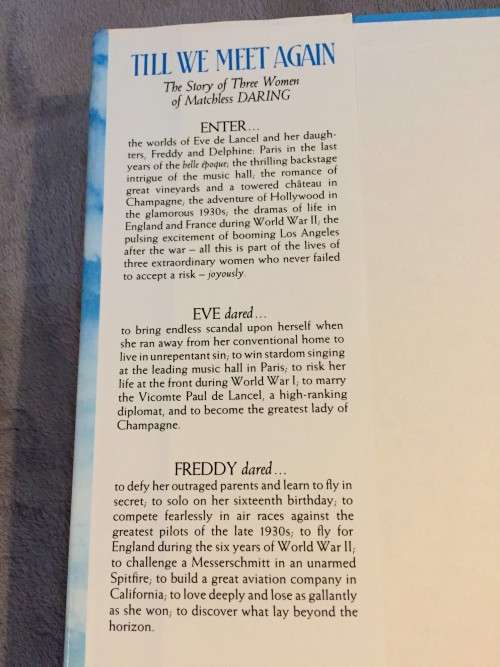 TILL WE MEET AGAIN
The Story of Three Women
of Matchless DARING
ENTER...
the worlds of Eve de Lancel and her daugh-
ters, Freddy and Delphine: Paris in the last
years of the belle époque; the thrilling backstage
intrigue of the music hall; the romance of
great vineyards and a towered château in
Champagne; the adventure of Hollywood in
the glamorous 1930s; the dramas of life in
England and France during World War II; the
pulsing excitement of booming Los Angeles
after the war – all this is part of the lives of
three extraordinary women who never failed
to accept a risk – joyously.
EVE dared...
to bring endless scandal upon herself when
she ran away from her conventional home to
live in unrepentant sin; to win stardom singing
at the leading music hall in Paris; to risk her
life at the front during World War I; to marry
the Vicomte Paul de Lancel, a high-ranking
diplomat, and to become the greatest lady of
Champagne.
FREDDY dared...
to defy her outraged parents and learn to fly in
secret; to solo on her sixteenth birthday; to
compete fearlessly in air races against the
greatest pilots of the late 1930s; to fly for
England during the six years of World War II;
to challenge a Messerschmitt in an unarmed
Spitfire; to build a great aviation company in
California; to love deeply and lose as gallantly
as she won; to discover what lay beyond the
horizon.